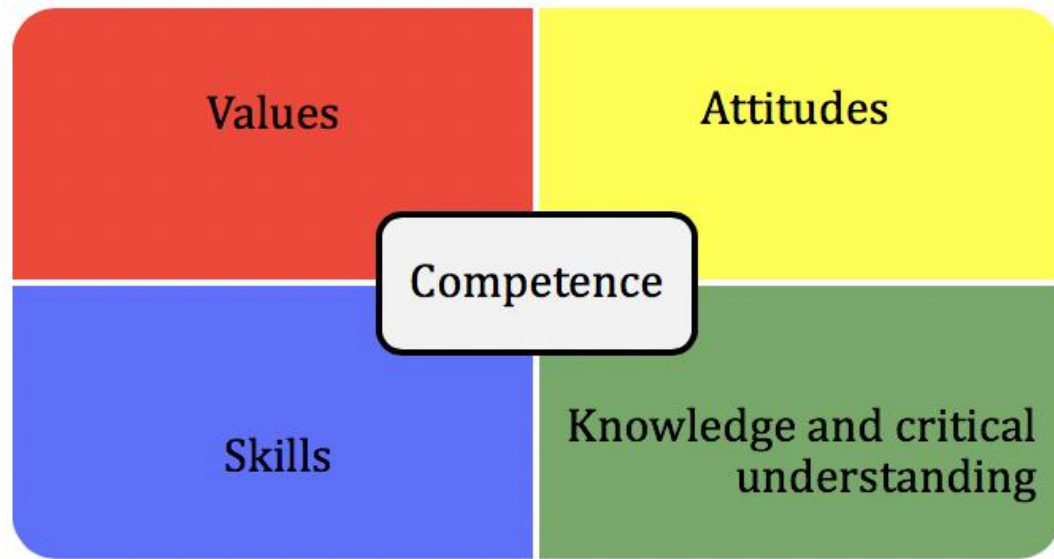 Values
Attitudes
Competence
Skills
Knowledge and critical
understanding